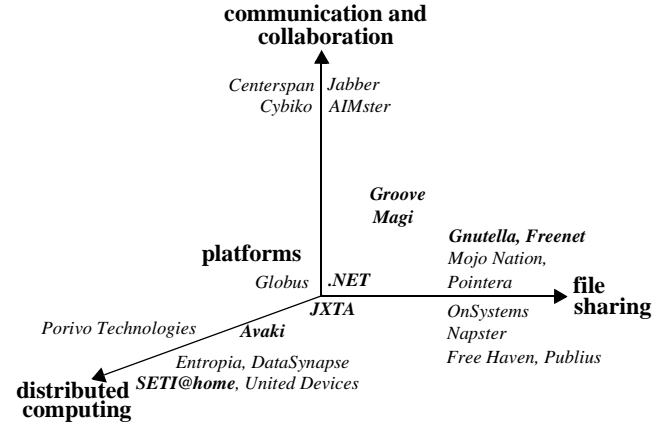 communication and
collaboration
Centerspan Jabber
Cybiko AIMster
Groove
Magi
Gnutella, Freenet
platforms
Mojo Nation,
Globus .NET
Pointera
file
sharing
JXTA
OnSystems
Porivo Technologies
Avaki
Napster
Entropia, DataSynapse
Free Haven, Publius
distributed
computing
SETI@home, United Devices